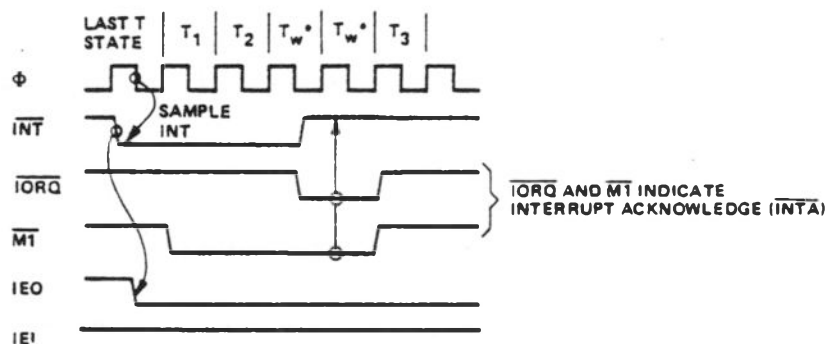 LAST T STATE T1 T2 Tw* Tw* T3
Φ
SAMPLE INT
INT
IORQ
IORQ AND M1 INDICATE
INTERRUPT ACKNOWLEDGE (INTA)
M1
IEO
IEI